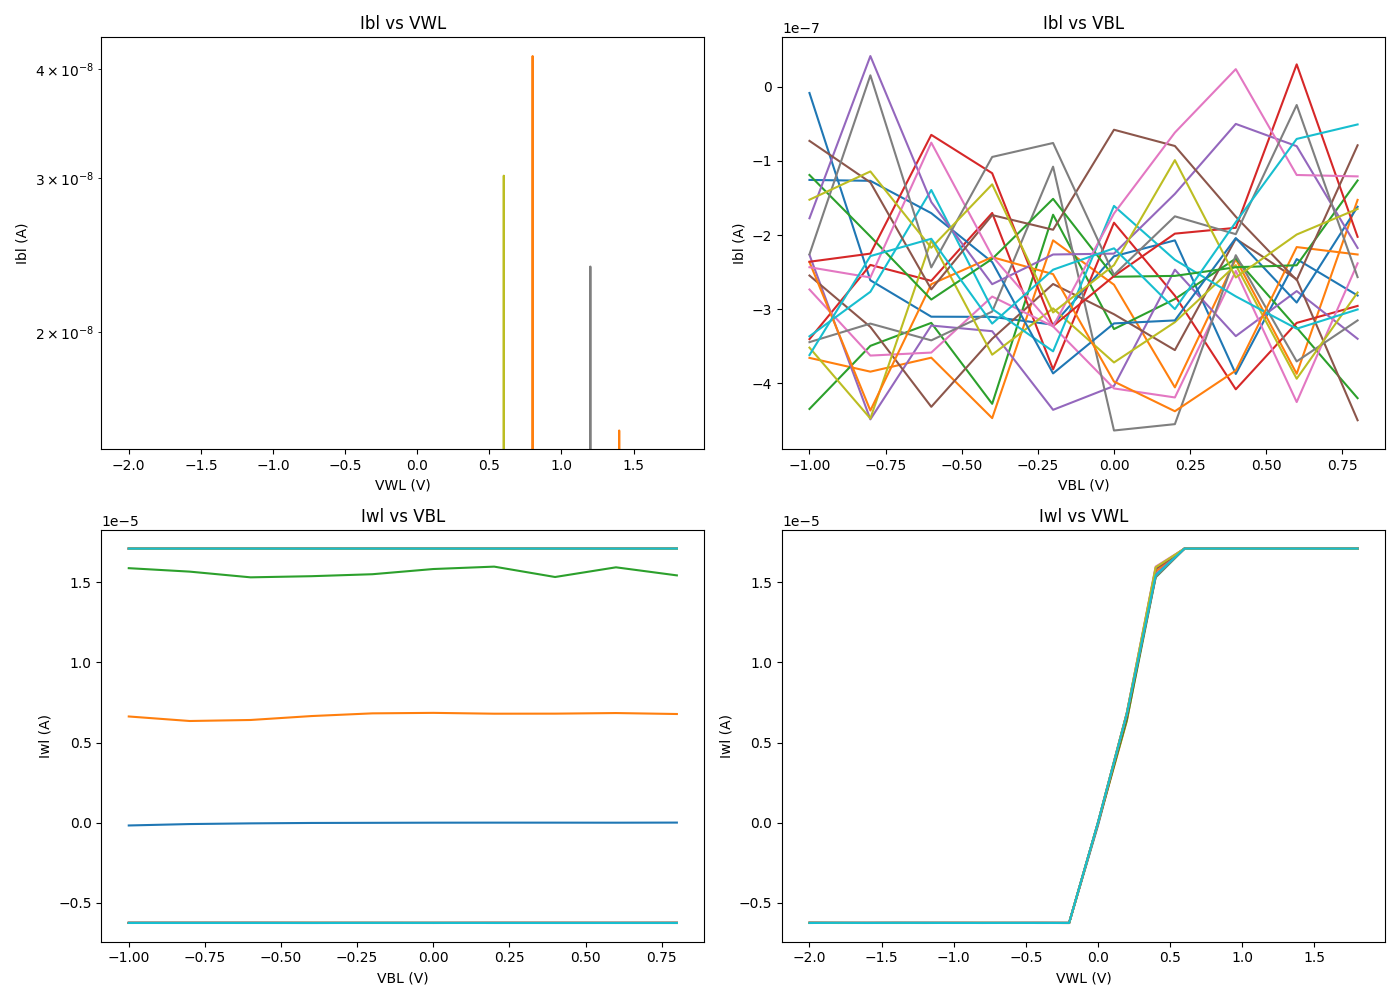 Ibl vs VWL
4 × 10⁻⁸
3 × 10⁻⁸
2 × 10⁻⁸
Ibl (A)
−2.0 −1.5 −1.0 −0.5 0.0 0.5 1.0 1.5
VWL (V)
Ibl vs VBL
1e−7
0
−1
−2
−3
−4
Ibl (A)
−1.00 −0.75 −0.50 −0.25 0.00 0.25 0.50 0.75
VBL (V)
Iwl vs VBL
1e−5
1.5
1.0
0.5
0.0
−0.5
Iwl (A)
−1.00 −0.75 −0.50 −0.25 0.00 0.25 0.50 0.75
VBL (V)
Iwl vs VWL
1e−5
1.5
1.0
0.5
0.0
−0.5
Iwl (A)
−2.0 −1.5 −1.0 −0.5 0.0 0.5 1.0 1.5
VWL (V)